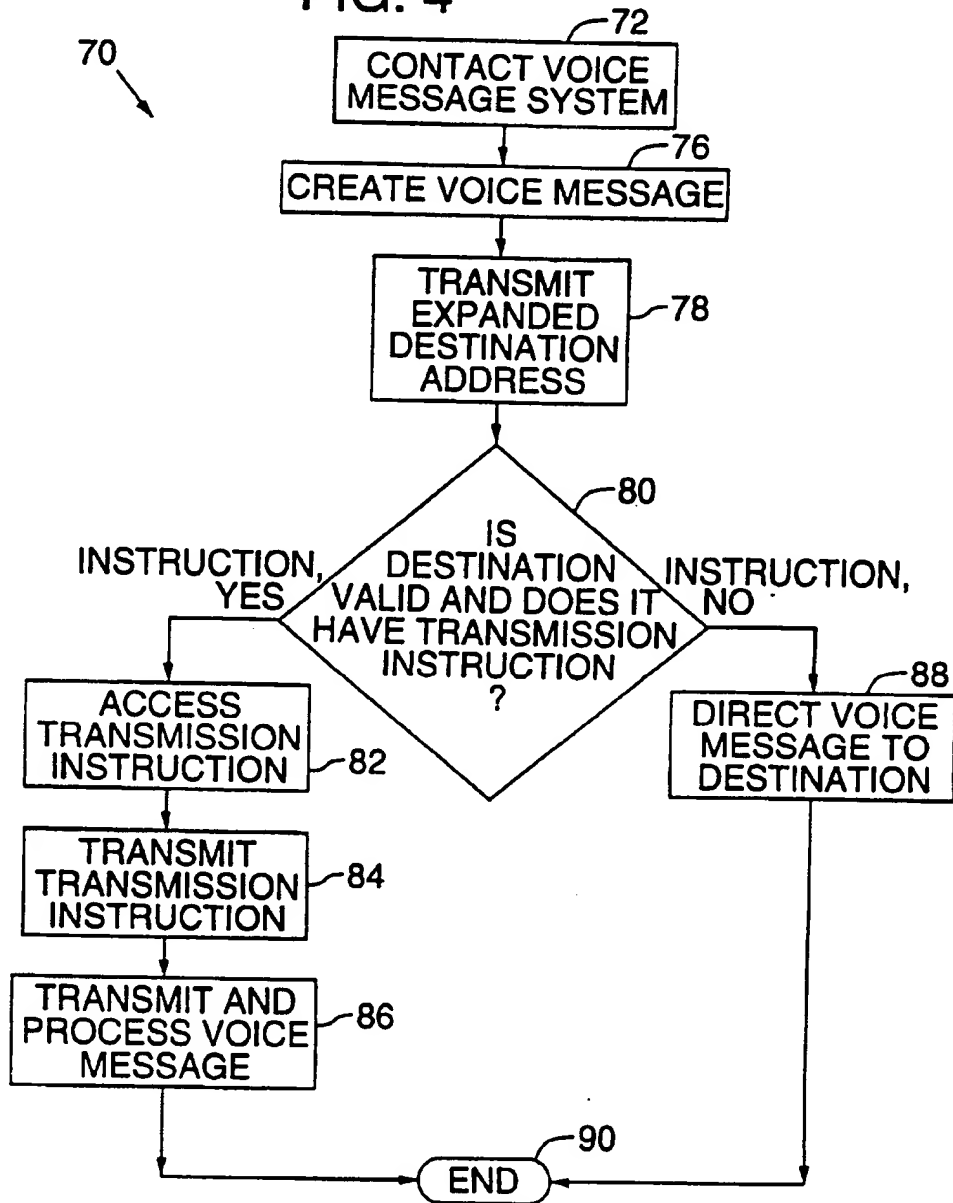 FIG. 4
70
72
CONTACT VOICE
MESSAGE SYSTEM
76
CREATE VOICE MESSAGE
TRANSMIT
EXPANDED
DESTINATION
ADDRESS
78
80
IS
DESTINATION
VALID AND DOES IT
HAVE TRANSMISSION
INSTRUCTION
?
INSTRUCTION,
YES
INSTRUCTION,
NO
ACCESS
TRANSMISSION
INSTRUCTION
82
88
DIRECT VOICE
MESSAGE TO
DESTINATION
TRANSMIT
TRANSMISSION
INSTRUCTION
84
TRANSMIT AND
PROCESS VOICE
MESSAGE
86
90
END